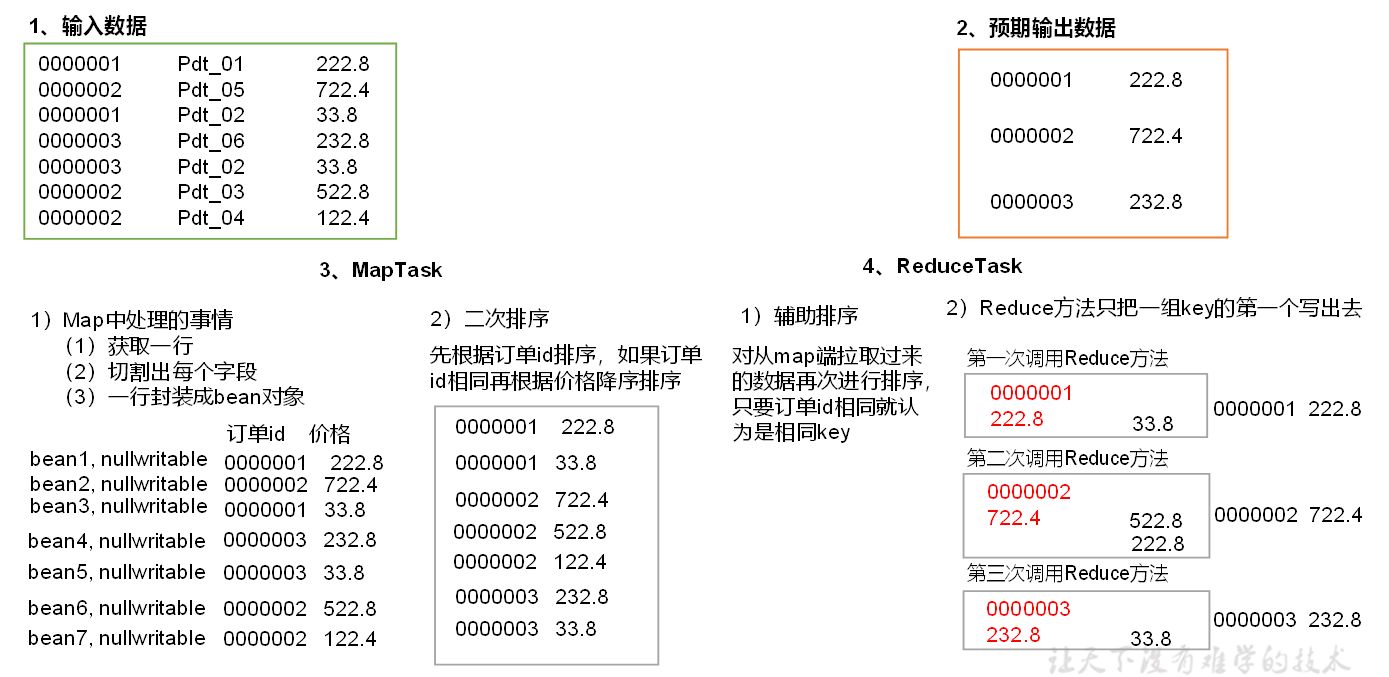 1、输入数据
0000001 Pdt_01 222.8
0000002 Pdt_05 722.4
0000001 Pdt_02 33.8
0000003 Pdt_06 232.8
0000003 Pdt_02 33.8
0000002 Pdt_03 522.8
0000002 Pdt_04 122.4
2、预期输出数据
0000001 222.8
0000002 722.4
0000003 232.8
3、MapTask
1）Map中处理的事情
（1）获取一行
（2）切割出每个字段
（3）一行封装成bean对象
订单id 价格
bean1, nullwritable 0000001 222.8
bean2, nullwritable 0000002 722.4
bean3, nullwritable 0000001 33.8
bean4, nullwritable 0000003 232.8
bean5, nullwritable 0000003 33.8
bean6, nullwritable 0000002 522.8
bean7, nullwritable 0000002 122.4
2）二次排序
先根据订单id排序，如果订单
id相同再根据价格降序排序
0000001 222.8
0000001 33.8
0000002 722.4
0000002 522.8
0000002 122.4
0000003 232.8
0000003 33.8
4、ReduceTask
1）辅助排序
对从map端拉取过来
的数据再次进行排序，
只要订单id相同就认
为是相同key
2）Reduce方法只把一组key的第一个写出去
第一次调用Reduce方法
0000001
222.8 33.8
0000001 222.8
第二次调用Reduce方法
0000002
722.4 522.8
222.8
0000002 722.4
第三次调用Reduce方法
0000003
232.8 33.8
0000003 232.8
让天下没有难学的技术